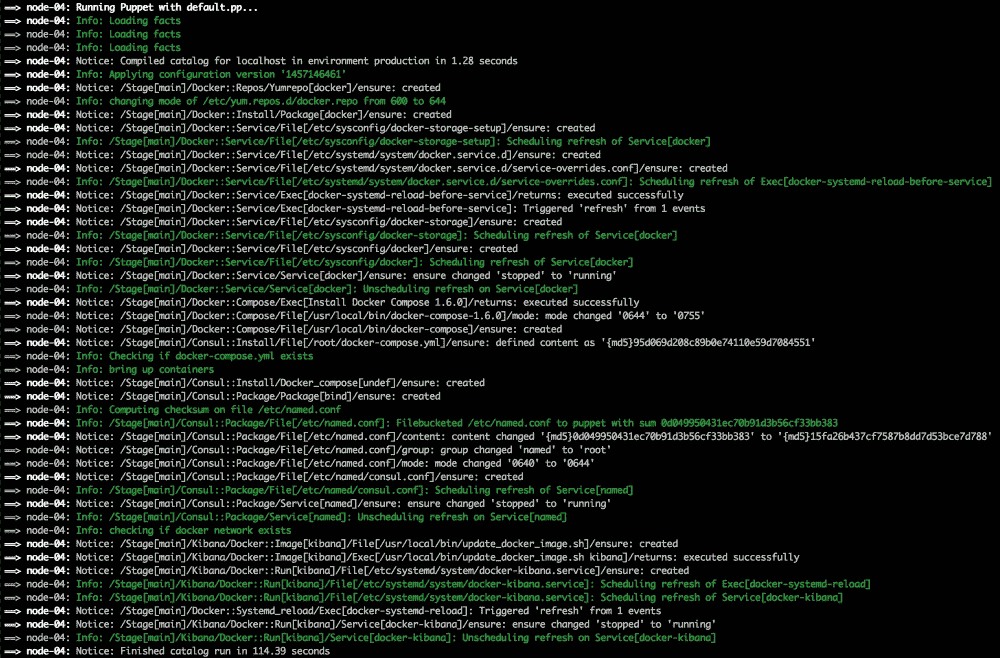 ==> node-04: Running Puppet with default.pp...
==> node-04: Info: Loading facts
==> node-04: Info: Loading facts
==> node-04: Info: Loading facts
==> node-04: Notice: Compiled catalog for localhost in environment production in 1.28 seconds
==> node-04: Info: Applying configuration version '1457146461'
==> node-04: Notice: /Stage[main]/Docker::Repos/Yumrepo[docker]/ensure: created
==> node-04: Info: changing mode of /etc/yum.repos.d/docker.repo from 600 to 644
==> node-04: Notice: /Stage[main]/Docker::Install/Package[docker]/ensure: created
==> node-04: Notice: /Stage[main]/Docker::Service/File[/etc/sysconfig/docker-storage-setup]/ensure: created
==> node-04: Info: /Stage[main]/Docker::Service/File[/etc/sysconfig/docker-storage-setup]: Scheduling refresh of Service[docker]
==> node-04: Notice: /Stage[main]/Docker::Service/File[/etc/systemd/system/docker.service.d]/ensure: created
==> node-04: Notice: /Stage[main]/Docker::Service/File[/etc/systemd/system/docker.service.d/service-overrides.conf]/ensure: created
==> node-04: Info: /Stage[main]/Docker::Service/File[/etc/systemd/system/docker.service.d/service-overrides.conf]: Scheduling refresh of Exec[docker-systemd-reload-before-service]
==> node-04: Notice: /Stage[main]/Docker::Service/Exec[docker-systemd-reload-before-service]/returns: executed successfully
==> node-04: Notice: /Stage[main]/Docker::Service/Exec[docker-systemd-reload-before-service]: Triggered 'refresh' from 1 events
==> node-04: Notice: /Stage[main]/Docker::Service/File[/etc/sysconfig/docker-storage]/ensure: created
==> node-04: Info: /Stage[main]/Docker::Service/File[/etc/sysconfig/docker-storage]: Scheduling refresh of Service[docker]
==> node-04: Notice: /Stage[main]/Docker::Service/File[/etc/sysconfig/docker]/ensure: created
==> node-04: Info: /Stage[main]/Docker::Service/File[/etc/sysconfig/docker]: Scheduling refresh of Service[docker]
==> node-04: Notice: /Stage[main]/Docker::Service/Service[docker]/ensure: ensure changed 'stopped' to 'running'
==> node-04: Info: /Stage[main]/Docker::Service/Service[docker]: Unscheduling refresh on Service[docker]
==> node-04: Notice: /Stage[main]/Docker::Compose/Exec[Install Docker Compose 1.6.0]/returns: executed successfully
==> node-04: Notice: /Stage[main]/Docker::Compose/File[/usr/local/bin/docker-compose-1.6.0]/mode: mode changed '0644' to '0755'
==> node-04: Notice: /Stage[main]/Docker::Compose/File[/usr/local/bin/docker-compose]/ensure: created
==> node-04: Notice: /Stage[main]/Consul::Install/File[/root/docker-compose.yml]/ensure: defined content as '{md5}95d069d208c89b0e74110e59d7084551'
==> node-04: Info: Checking if docker-compose.yml exists
==> node-04: Info: bring up containers
==> node-04: Notice: /Stage[main]/Consul::Install/Docker_compose[undef]/ensure: created
==> node-04: Notice: /Stage[main]/Consul::Package/Package[bind]/ensure: created
==> node-04: Info: Computing checksum on file /etc/named.conf
==> node-04: Info: /Stage[main]/Consul::Package/File[/etc/named.conf]: Filebucketed /etc/named.conf to puppet with sum 0d049950431ec70b91d3b56cf33bb383
==> node-04: Notice: /Stage[main]/Consul::Package/File[/etc/named.conf]/content: content changed '{md5}0d049950431ec70b91d3b56cf33bb383' to '{md5}15fa26b437cf7587b8dd7d53bce7d788'
==> node-04: Notice: /Stage[main]/Consul::Package/File[/etc/named.conf]/group: group changed 'named' to 'root'
==> node-04: Notice: /Stage[main]/Consul::Package/File[/etc/named.conf]/mode: mode changed '0640' to '0644'
==> node-04: Notice: /Stage[main]/Consul::Package/File[/etc/named/consul.conf]/ensure: created
==> node-04: Info: /Stage[main]/Consul::Package/File[/etc/named/consul.conf]: Scheduling refresh of Service[named]
==> node-04: Notice: /Stage[main]/Consul::Package/Service[named]/ensure: ensure changed 'stopped' to 'running'
==> node-04: Info: /Stage[main]/Consul::Package/Service[named]: Unscheduling refresh on Service[named]
==> node-04: Info: checking if docker network exists
==> node-04: Notice: /Stage[main]/Kibana/Docker::Image[kibana]/File[/usr/local/bin/update_docker_image.sh]/ensure: created
==> node-04: Notice: /Stage[main]/Kibana/Docker::Image[kibana]/Exec[/usr/local/bin/update_docker_image.sh kibana]/returns: executed successfully
==> node-04: Notice: /Stage[main]/Kibana/Docker::Run[kibana]/File[/etc/systemd/system/docker-kibana.service]/ensure: created
==> node-04: Info: /Stage[main]/Kibana/Docker::Run[kibana]/File[/etc/systemd/system/docker-kibana.service]: Scheduling refresh of Exec[docker-systemd-reload]
==> node-04: Info: /Stage[main]/Kibana/Docker::Run[kibana]/File[/etc/systemd/system/docker-kibana.service]: Scheduling refresh of Service[docker-kibana]
==> node-04: Notice: /Stage[main]/Docker::Systemd_reload/Exec[docker-systemd-reload]: Triggered 'refresh' from 1 events
==> node-04: Notice: /Stage[main]/Kibana/Docker::Run[kibana]/Service[docker-kibana]/ensure: ensure changed 'stopped' to 'running'
==> node-04: Info: /Stage[main]/Kibana/Docker::Run[kibana]/Service[docker-kibana]: Unscheduling refresh on Service[docker-kibana]
==> node-04: Notice: Finished catalog run in 114.39 seconds